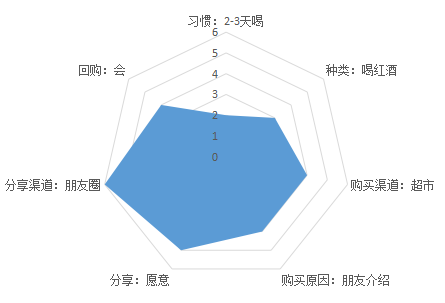 习惯：2-3天喝
6
5
4
3
2
1
0
种类：喝红酒
购买渠道：超市
购买原因：朋友介绍
分享：愿意
分享渠道：朋友圈
回购：会